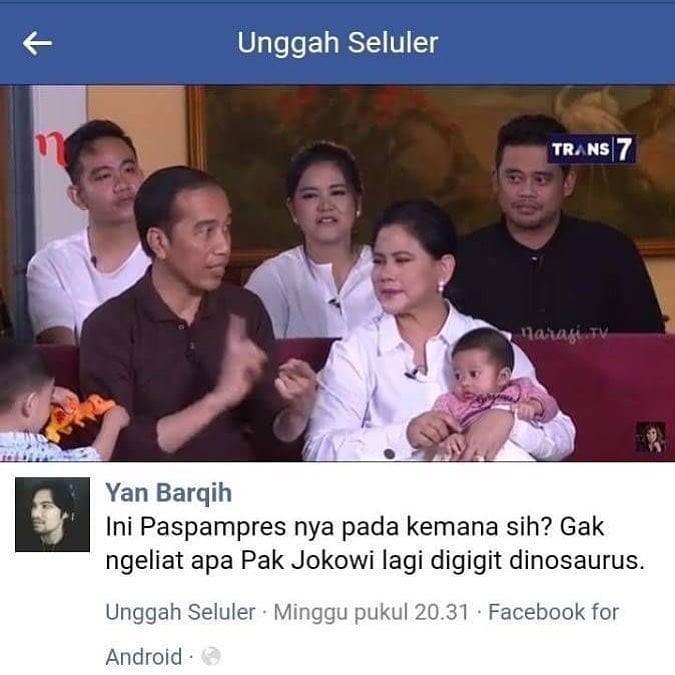 Unggah Seluler
n
TRANS|7
narasi.TV
Yan Barqih
Ini Paspampres nya pada kemana sih? Gak
ngeliat apa Pak Jokowi lagi digigit dinosaurus.
Unggah Seluler · Minggu pukul 20.31 · Facebook for
Android ·